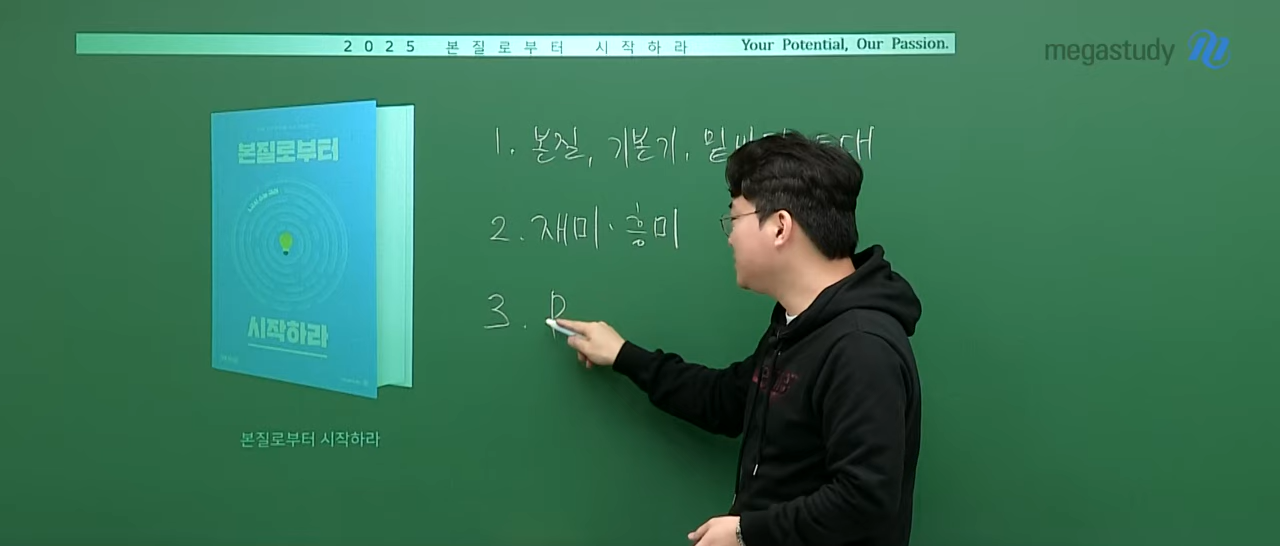 2025 본질로부터 시작하라 Your Potential, Our Passion.
megastudy
본질로부터
시작하라
본질로부터 시작하라
1. 본질, 기본기,
2. 재미·흥미
3.